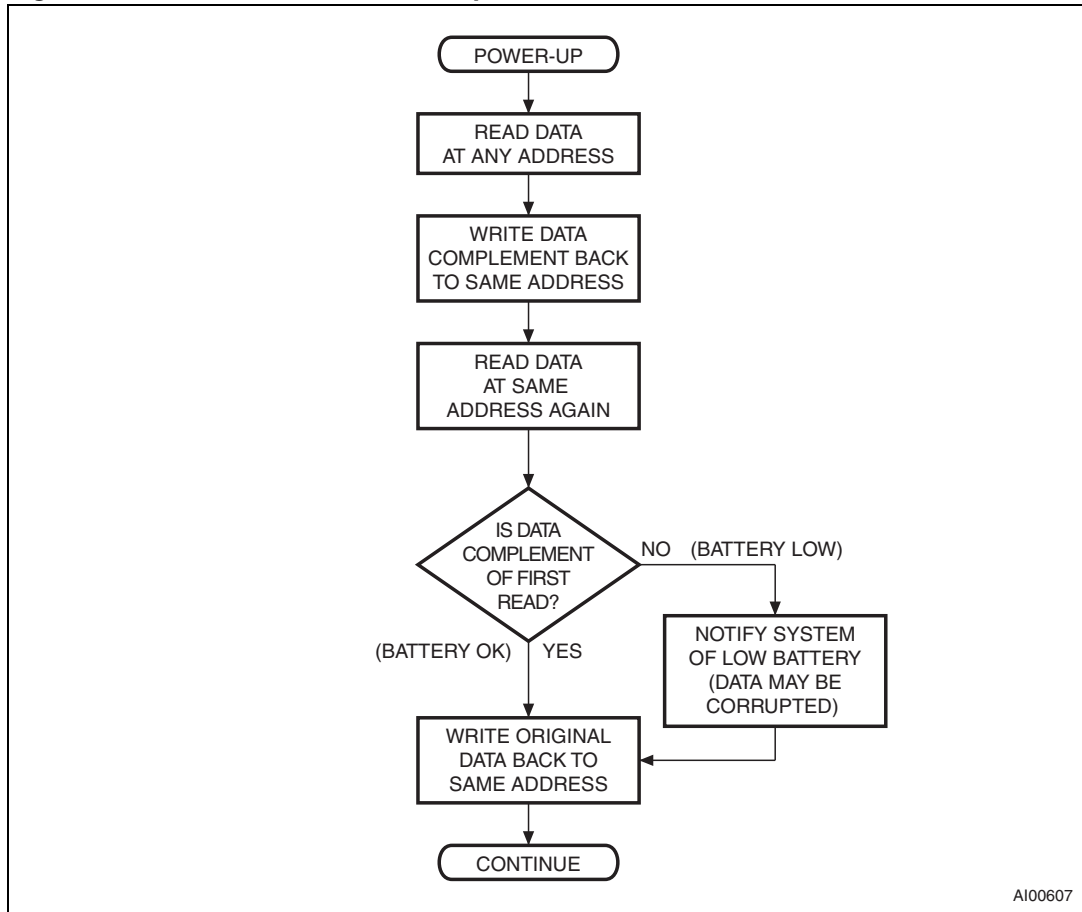 POWER-UP
READ DATA
AT ANY ADDRESS
WRITE DATA
COMPLEMENT BACK
TO SAME ADDRESS
READ DATA
AT SAME
ADDRESS AGAIN
IS DATA
COMPLEMENT
OF FIRST
READ?
NO (BATTERY LOW)
NOTIFY SYSTEM
OF LOW BATTERY
(DATA MAY BE
CORRUPTED)
(BATTERY OK) YES
WRITE ORIGINAL
DATA BACK TO
SAME ADDRESS
CONTINUE
AI00607